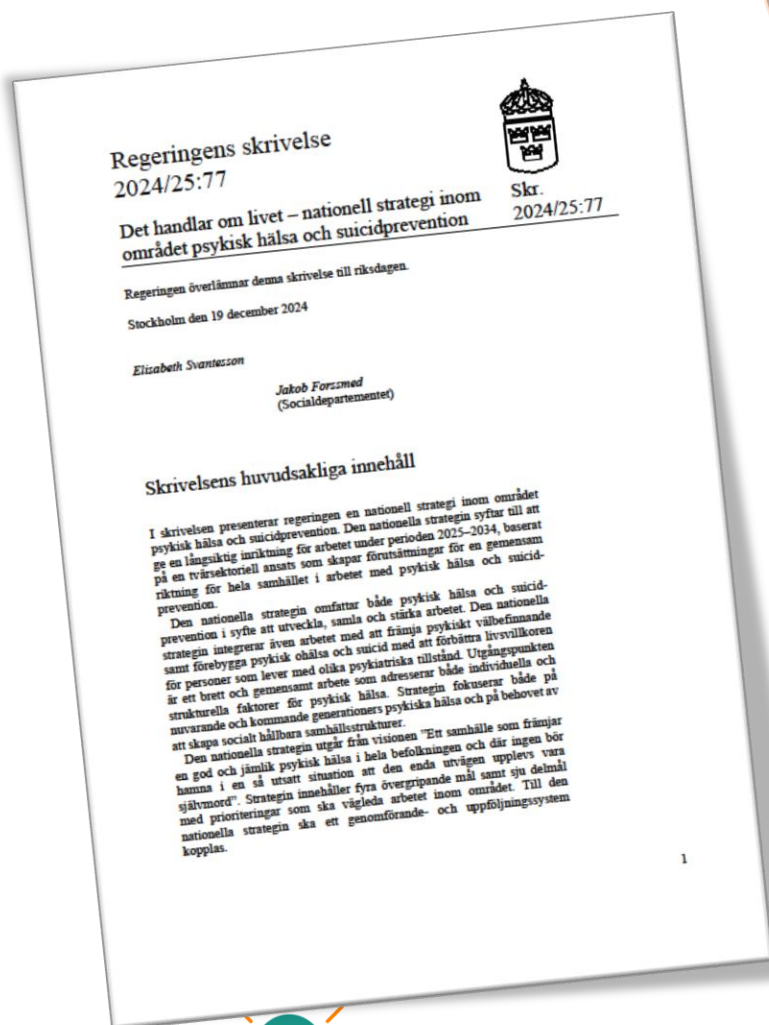 Regeringens skrivelse
2024/25:77
Det handlar om livet – nationell strategi inom
området psykisk hälsa och suicidprevention
Skr.
2024/25:77
Regeringen överlämnar denna skrivelse till riksdagen.
Stockholm den 19 december 2024
Elisabeth Svantesson
Jakob Forssmed
(Socialdepartementet)
Skrivelsens huvudsakliga innehåll
I skrivelsen presenterar regeringen en nationell strategi inom området
psykisk hälsa och suicidprevention. Den nationella strategin syftar till att
ge en långsiktig inriktning för arbetet under perioden 2025–2034, baserat
på en tvärsektoriell ansats som skapar förutsättningar för en gemensam
riktning för hela samhället i arbetet med psykisk hälsa och suicid-
prevention.
Den nationella strategin omfattar både psykisk hälsa och suicid-
prevention i syfte att utveckla, samla och stärka arbetet. Den nationella
strategin integrerar även arbetet med att främja psykiskt välbefinnande
samt förebygga psykisk ohälsa och suicid med att förbättra livsvillkoren
för personer som lever med olika psykiatriska tillstånd. Utgångspunkten
är ett brett och gemensamt arbete som adresserar både individuella och
strukturella faktorer för psykisk hälsa. Strategin fokuserar både på
nuvarande och kommande generationers psykiska hälsa och på behovet av
att skapa socialt hållbara samhällsstrukturer.
Den nationella strategin utgår från visionen ”Ett samhälle som främjar
en god och jämlik psykisk hälsa i hela befolkningen och där ingen bör
hamna i en så utsatt situation att den enda utvägen upplevs vara
självmord”. Strategin innehåller fyra övergripande mål samt sju delmål
med prioriteringar som ska vägleda arbetet inom området. Till den
nationella strategin ska ett genomförande- och uppföljningssystem
kopplas.
1